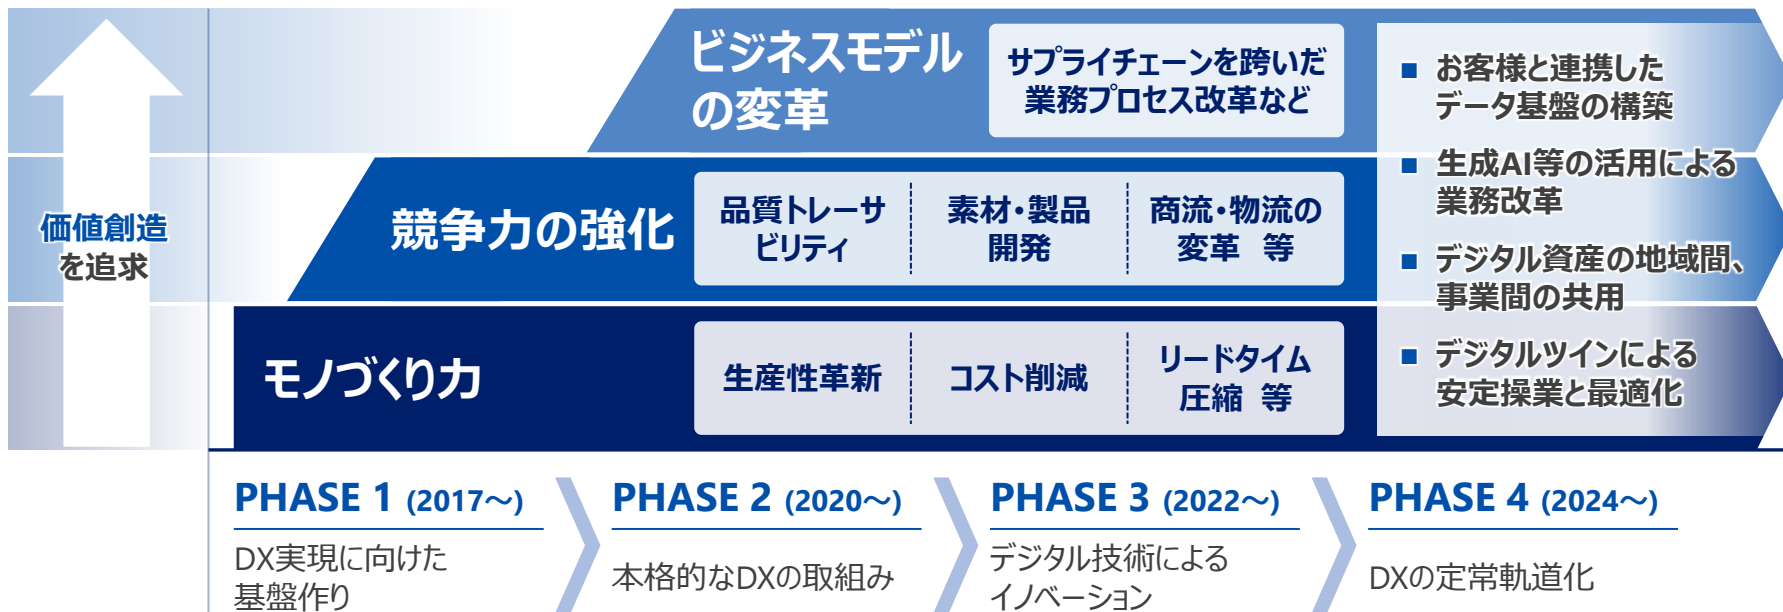 価値創造
を追求
ビジネスモデル
の変革
サプライチェーンを跨いだ
業務プロセス改革など
競争力の強化
品質トレーサ
ビリティ
素材・製品
開発
商流・物流の
変革 等
モノづくり力
生産性革新
コスト削減
リードタイム
圧縮 等
■ お客様と連携した
データ基盤の構築
■ 生成AI等の活用による
業務改革
■ デジタル資産の地域間、
事業間の共用
■ デジタルツインによる
安定操業と最適化
PHASE 1 (2017～)
DX実現に向けた
基盤作り
PHASE 2 (2020～)
本格的なDXの取組み
PHASE 3 (2022～)
デジタル技術による
イノベーション
PHASE 4 (2024～)
DXの定常軌道化